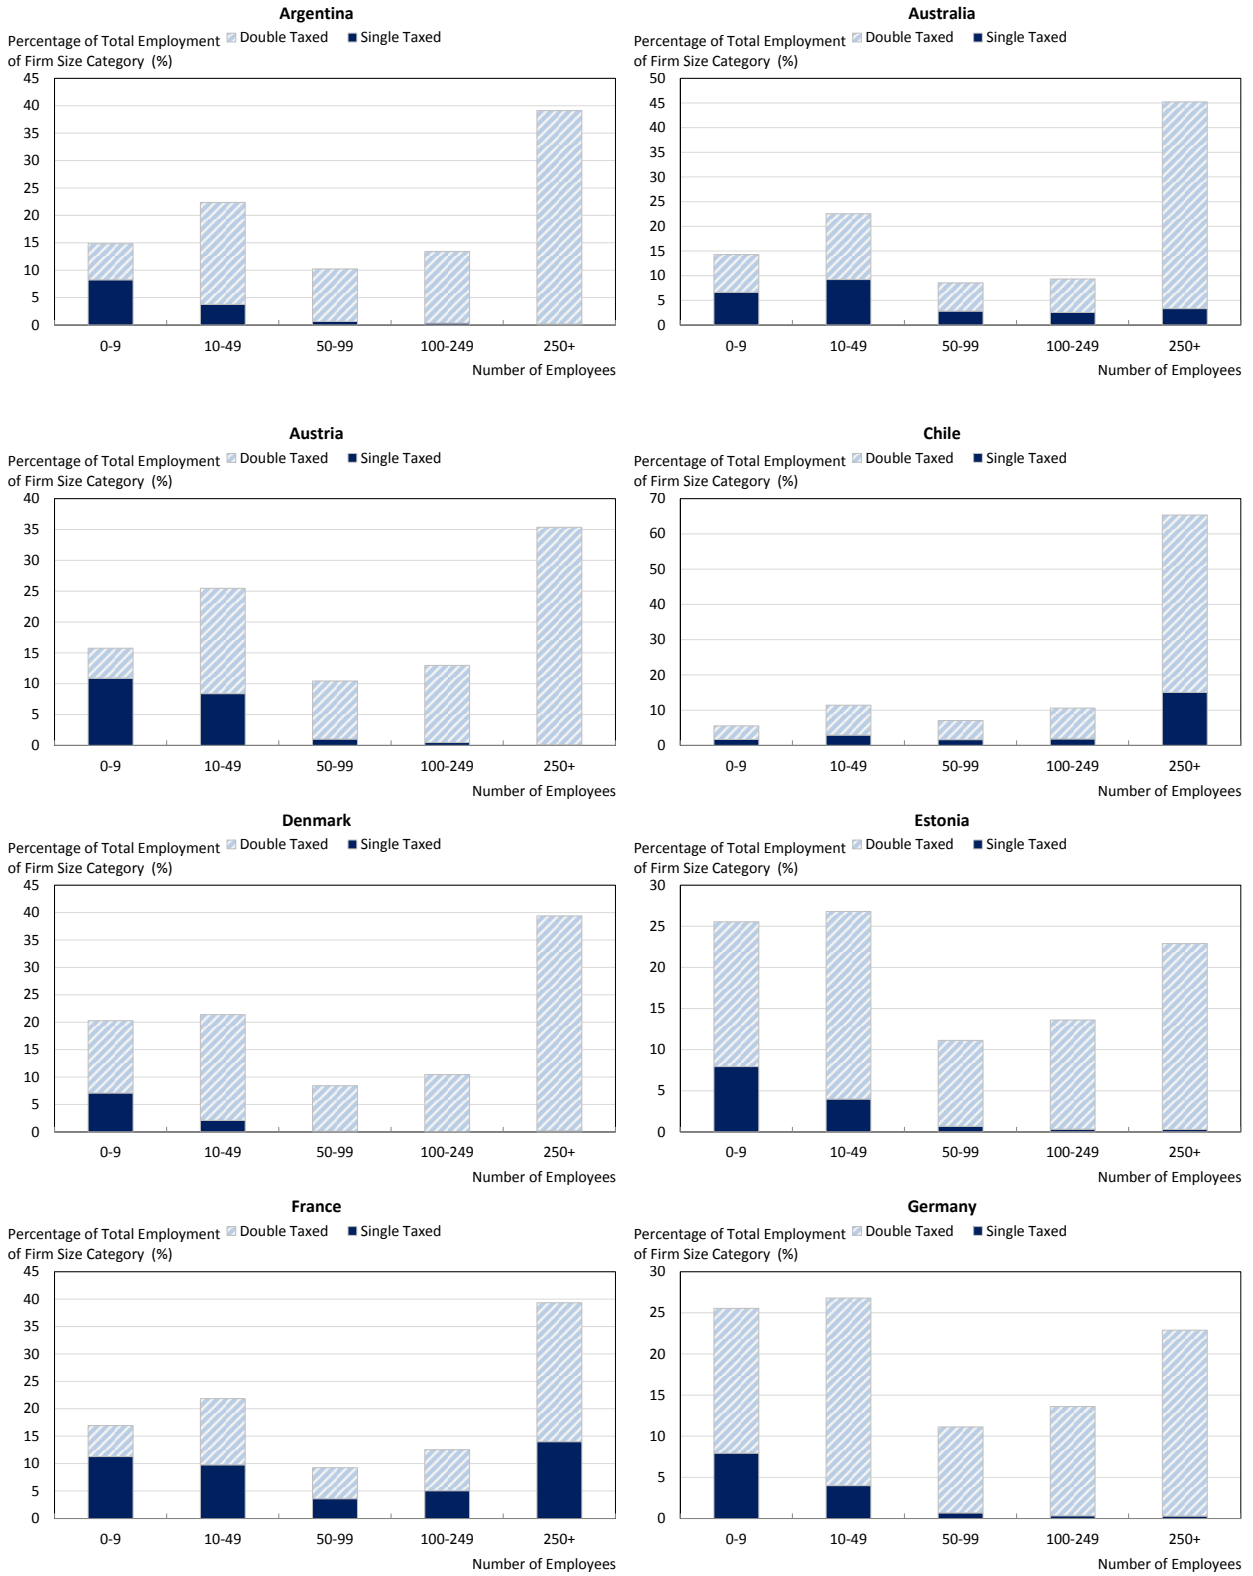 Argentina
Percentage of Total Employment
of Firm Size Category (%)
Double Taxed Single Taxed
45
40
35
30
25
20
15
10
5
0
0-9 10-49 50-99 100-249 250+
Number of Employees
Australia
Percentage of Total Employment
of Firm Size Category (%)
Double Taxed Single Taxed
50
45
40
35
30
25
20
15
10
5
0
0-9 10-49 50-99 100-249 250+
Number of Employees
Austria
Percentage of Total Employment
of Firm Size Category (%)
Double Taxed Single Taxed
40
35
30
25
20
15
10
5
0
0-9 10-49 50-99 100-249 250+
Number of Employees
Chile
Percentage of Total Employment
of Firm Size Category (%)
Double Taxed Single Taxed
70
60
50
40
30
20
10
0
0-9 10-49 50-99 100-249 250+
Number of Employees
Denmark
Percentage of Total Employment
of Firm Size Category (%)
Double Taxed Single Taxed
45
40
35
30
25
20
15
10
5
0
0-9 10-49 50-99 100-249 250+
Number of Employees
Estonia
Percentage of Total Employment
of Firm Size Category (%)
Double Taxed Single Taxed
30
25
20
15
10
5
0
0-9 10-49 50-99 100-249 250+
Number of Employees
France
Percentage of Total Employment
of Firm Size Category (%)
Double Taxed Single Taxed
45
40
35
30
25
20
15
10
5
0
0-9 10-49 50-99 100-249 250+
Number of Employees
Germany
Percentage of Total Employment
of Firm Size Category (%)
Double Taxed Single Taxed
30
25
20
15
10
5
0
0-9 10-49 50-99 100-249 250+
Number of Employees